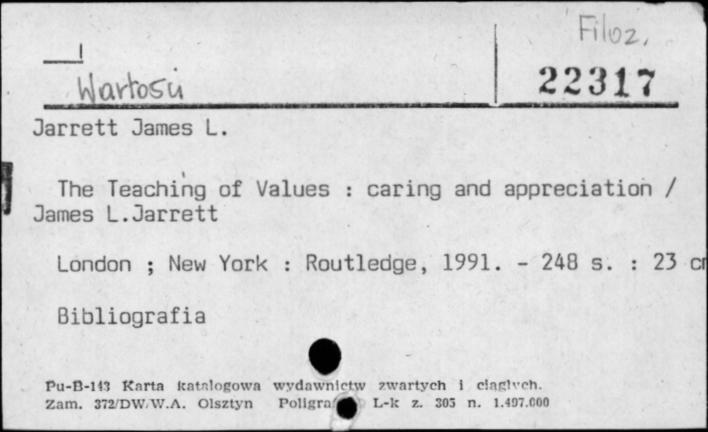 Filoz.
22317
Wartości
Jarrett James L.
The Teaching of Values : caring and appreciation /
James L.Jarrett
London ; New York : Routledge, 1991. - 248 s. : 23 cm
Bibliografia
Pu-B-143 Karta katalogowa wydawnictw zwartych i ciągłych.
Zam. 372/DW.W.A. Olsztyn Poligra L-k z. 305 n. 1.497.000